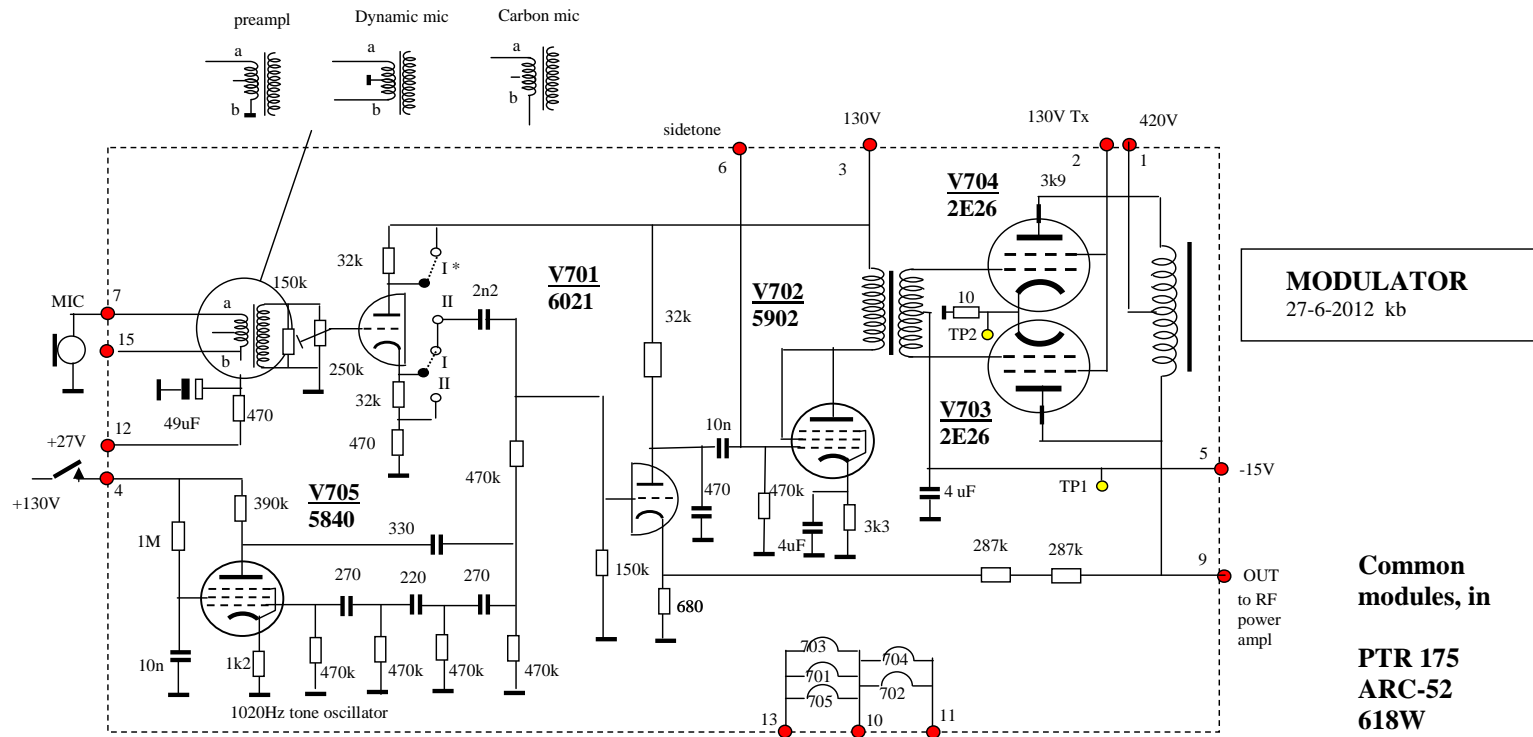 preampl
Dynamic mic
Carbon mic
a
b
a
b
a
b
sidetone
130V
130V Tx
420V
6
3
2
1
V704
2E26
3k9
MODULATOR
27-6-2012 kb
MIC
7
15
150k
a
b
250k
32k
I *
II
I
II
2n2
V701
6021
32k
V702
5902
10
TP2
V703
2E26
49uF
470
32k
470
12
+27V
+130V
4
V705
5840
390k
1M
330
470k
270
220
270
150k
680
10n
470
470k
4uF
3k3
4 uF
TP1
5
-15V
287k
287k
9
OUT
to RF
power
ampl
Common
modules, in
PTR 175
ARC-52
618W
10n
1k2
470k
470k
470k
470k
1020Hz tone oscillator
703
701
705
704
702
13
10
11